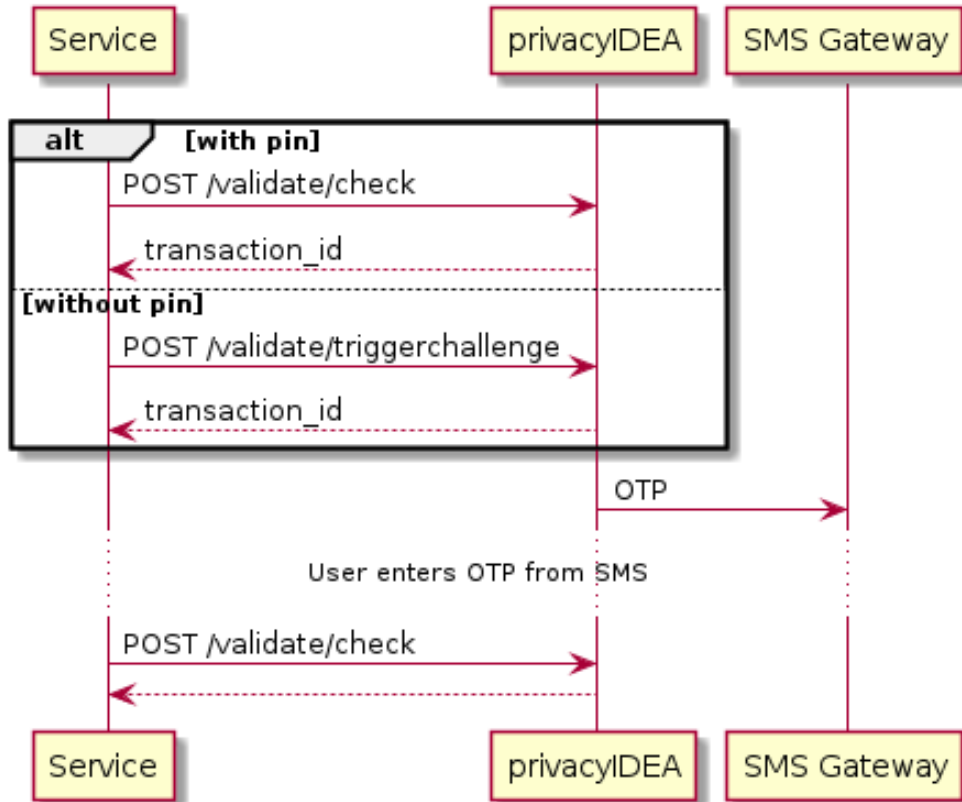 Service privacyIDEA SMS Gateway
alt [with pin]
POST /validate/check
transaction_id
[without pin]
POST /validate/triggerchallenge
transaction_id
OTP
User enters OTP from SMS
POST /validate/check
Service privacyIDEA SMS Gateway